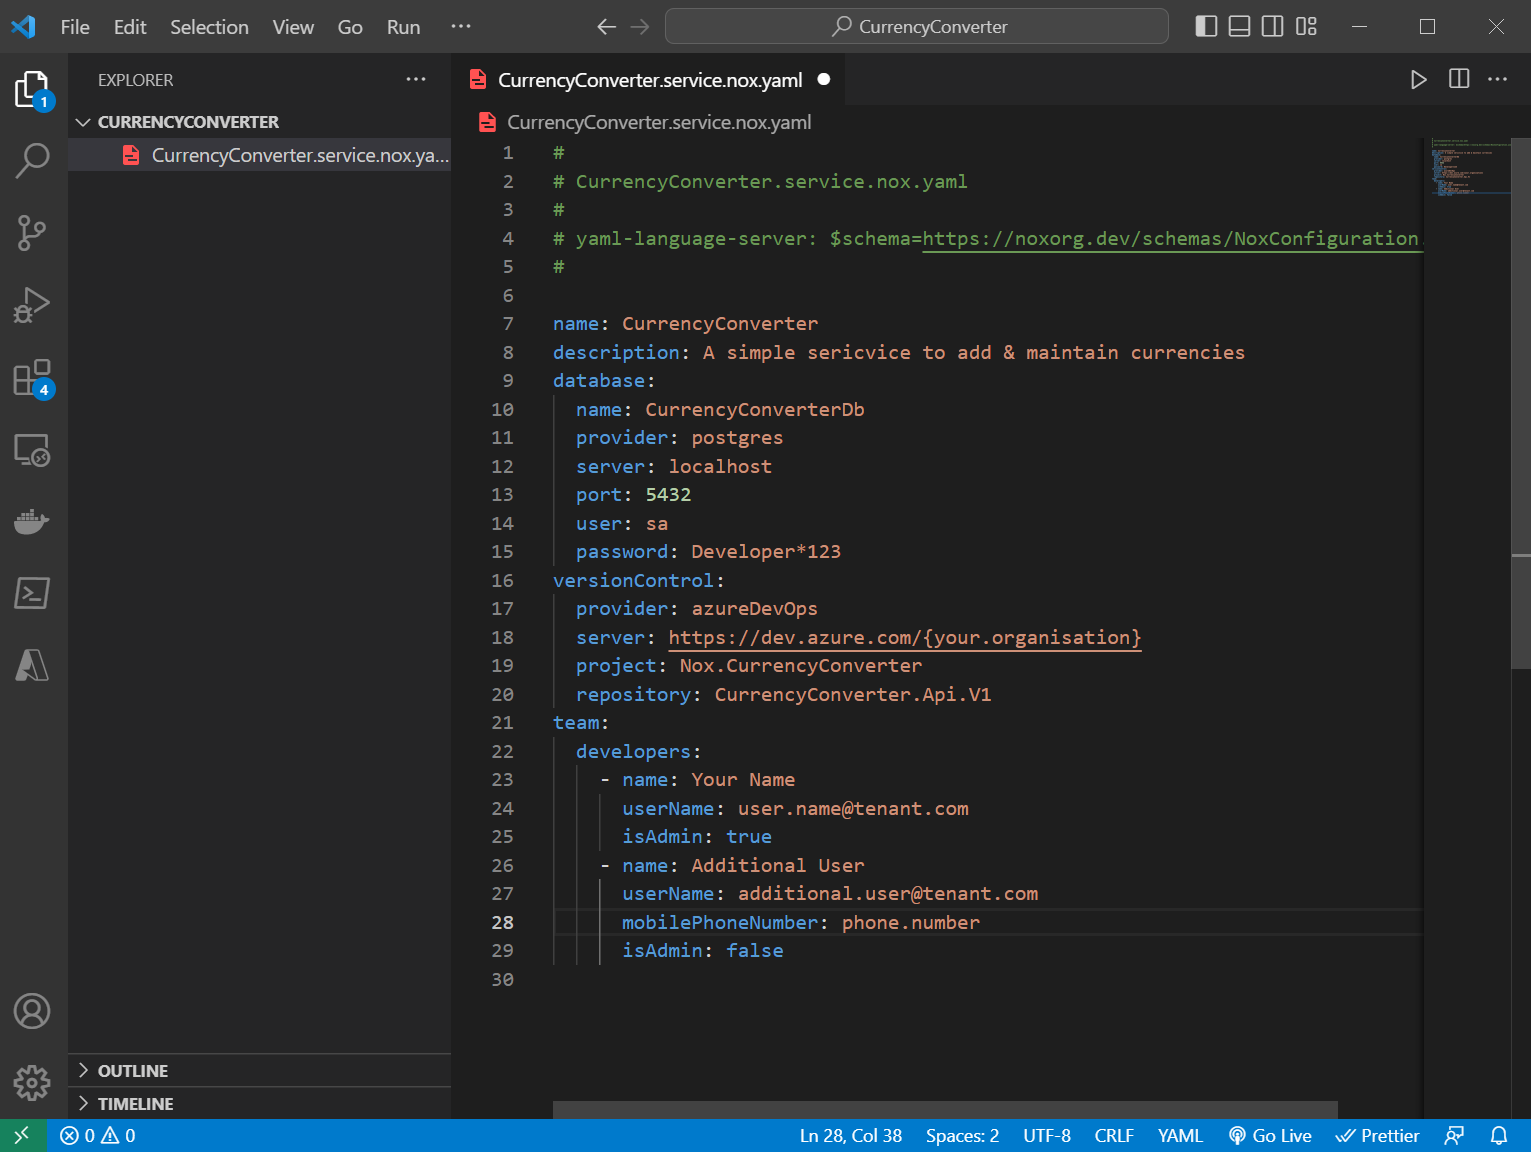 File Edit Selection View Go Run ···
CurrencyConverter
EXPLORER ···
CURRENCYCONVERTER
CurrencyConverter.service.nox.ya...
1
4
CurrencyConverter.service.nox.yaml
CurrencyConverter.service.nox.yaml
1 #
2 # CurrencyConverter.service.nox.yaml
3 #
4 # yaml-language-server: $schema=https://noxorg.dev/schemas/NoxConfiguration.
5 #
6
7 name: CurrencyConverter
8 description: A simple sericvice to add & maintain currencies
9 database:
10   name: CurrencyConverterDb
11   provider: postgres
12   server: localhost
13   port: 5432
14   user: sa
15   password: Developer*123
16 versionControl:
17   provider: azureDevOps
18   server: https://dev.azure.com/{your.organisation}
19   project: Nox.CurrencyConverter
20   repository: CurrencyConverter.Api.V1
21 team:
22   developers:
23     - name: Your Name
24       userName: user.name@tenant.com
25       isAdmin: true
26     - name: Additional User
27       userName: additional.user@tenant.com
28       mobilePhoneNumber: phone.number
29       isAdmin: false
30
OUTLINE
TIMELINE
0 0 Ln 28, Col 38 Spaces: 2 UTF-8 CRLF YAML Go Live Prettier